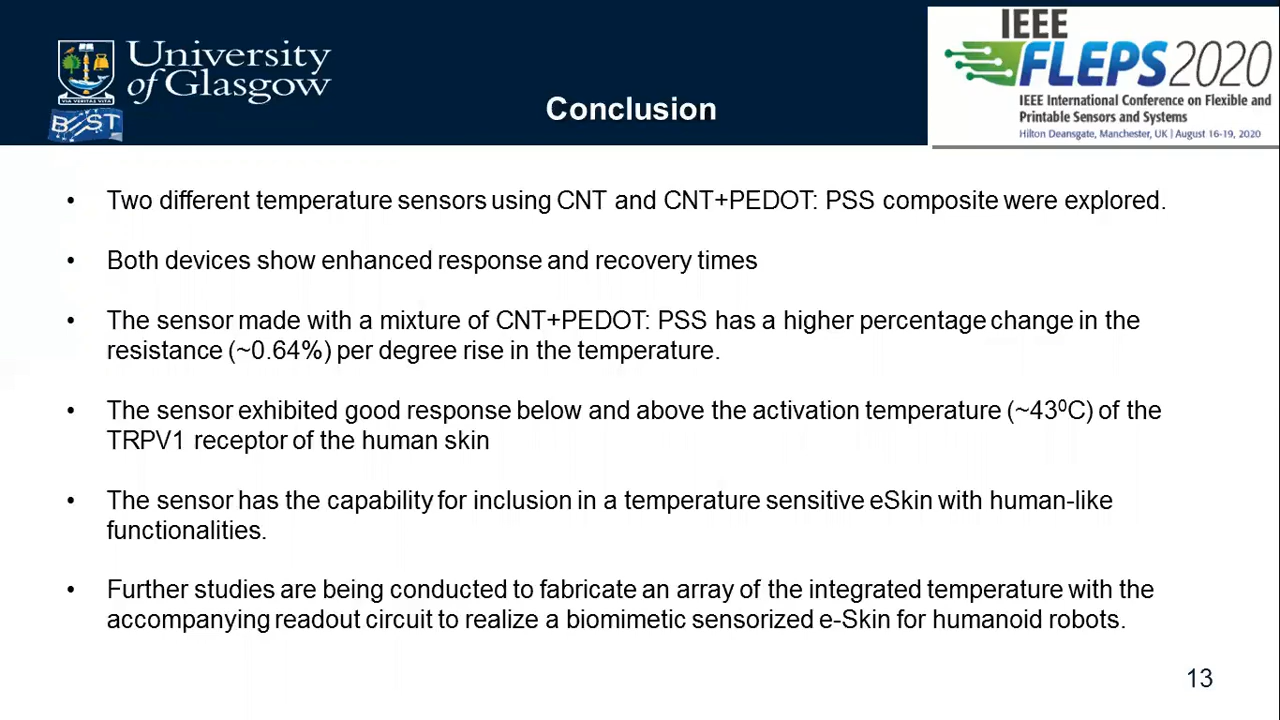 University
of Glasgow
VIA VERITAS VITA
BEST
Conclusion
IEEE
FLEPS 2020
IEEE International Conference on Flexible and
Printable Sensors and Systems
Hilton Deansgate, Manchester, UK | August 16-19, 2020
• Two different temperature sensors using CNT and CNT+PEDOT: PSS composite were explored.
• Both devices show enhanced response and recovery times
• The sensor made with a mixture of CNT+PEDOT: PSS has a higher percentage change in the
resistance (~0.64%) per degree rise in the temperature.
• The sensor exhibited good response below and above the activation temperature (~43⁰C) of the
TRPV1 receptor of the human skin
• The sensor has the capability for inclusion in a temperature sensitive eSkin with human-like
functionalities.
• Further studies are being conducted to fabricate an array of the integrated temperature with the
accompanying readout circuit to realize a biomimetic sensorized e-Skin for humanoid robots.
13